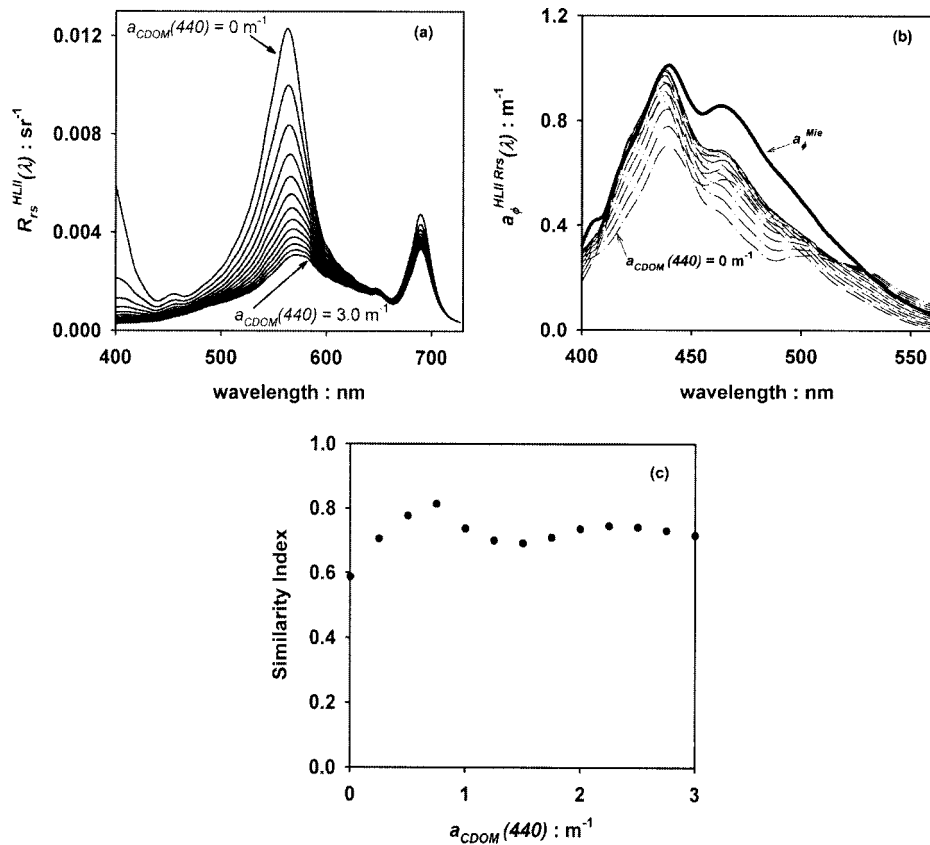 (a)
a_CDOM(440) = 0 m⁻¹
0.012
0.008
0.004
0.000
R_rs^HLII(λ) : sr⁻¹
a_CDOM(440) = 3.0 m⁻¹
400 500 600 700
wavelength : nm
(b)
1.2
0.8
0.4
0.0
a_ϕ^HLII Rrs(λ) : m⁻¹
a_ϕ^Mie
a_CDOM(440) = 0 m⁻¹
400 450 500 550
wavelength : nm
(c)
1.0
0.8
0.6
0.4
0.2
0.0
Similarity Index
0 1 2 3
a_CDOM(440) : m⁻¹